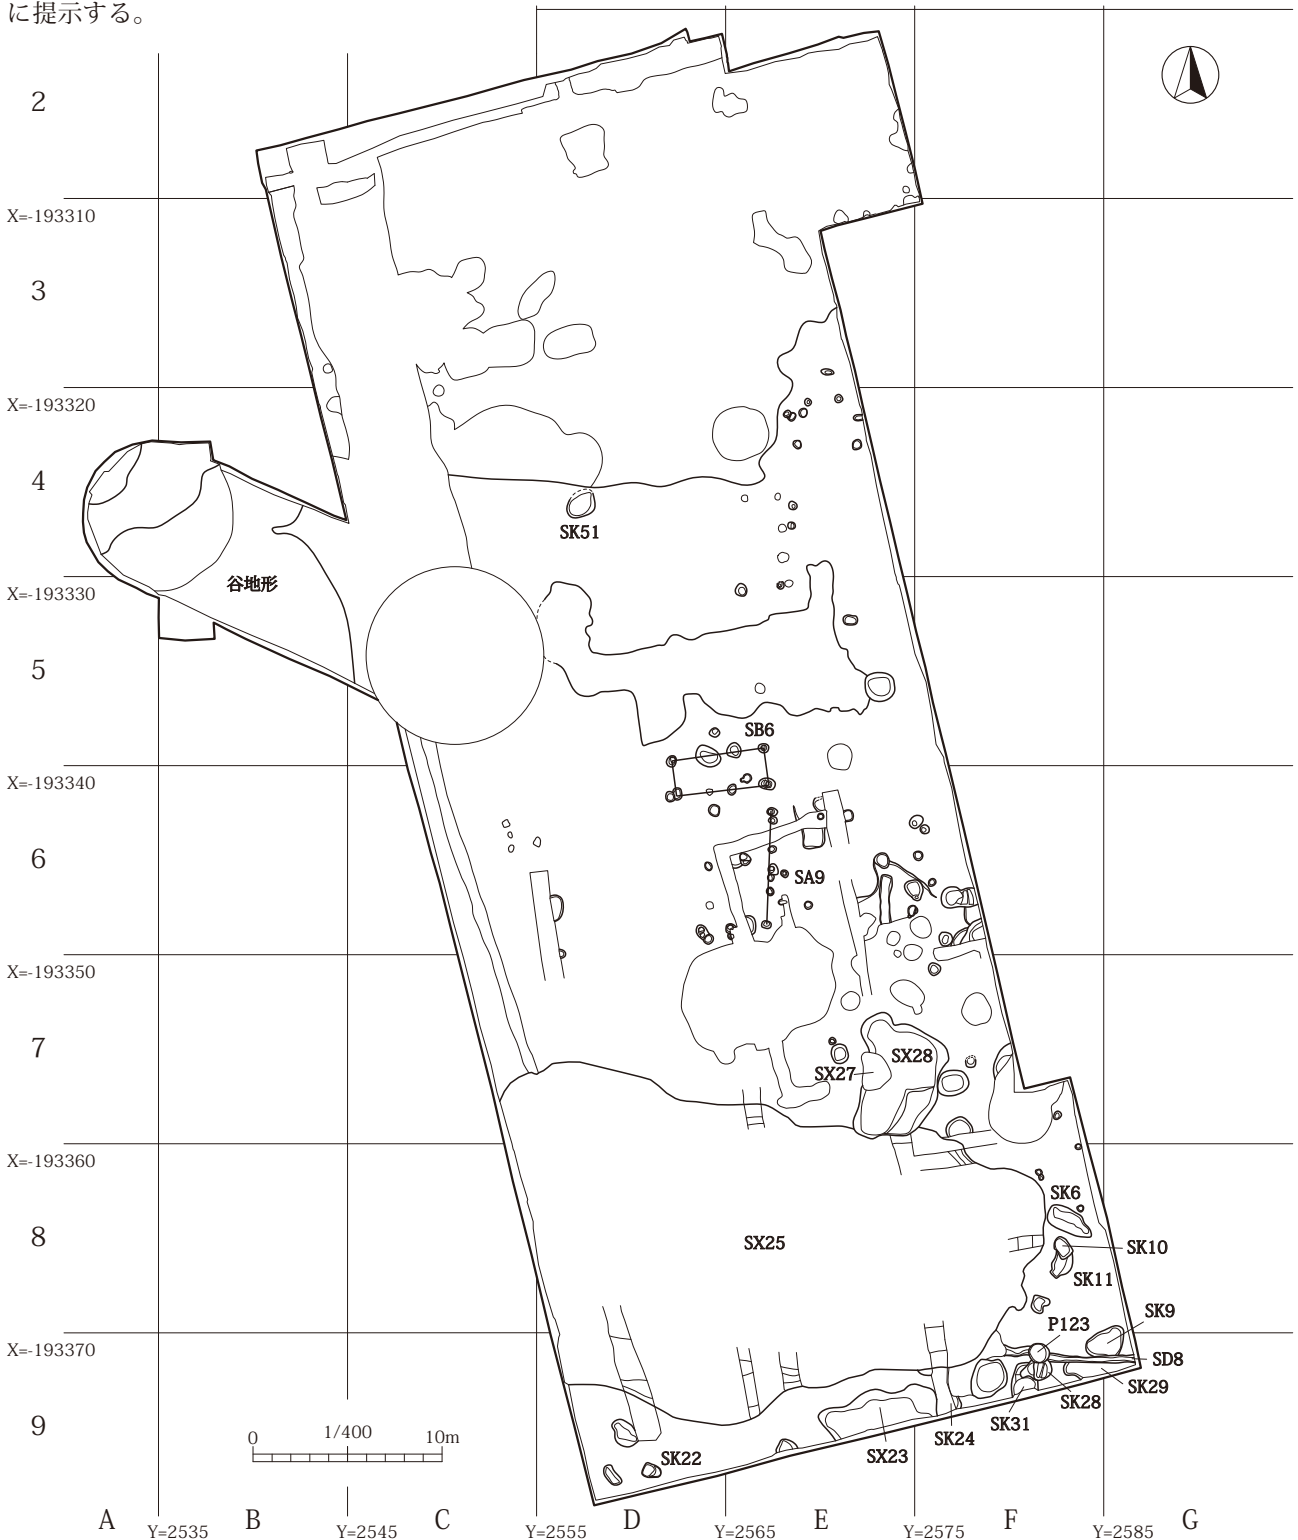 に提示する。
2
X=-193310
3
X=-193320
4
SK51
谷地形
X=-193330
5
SB6
X=-193340
6
SA9
X=-193350
7
SX28
SX27
X=-193360
SK6
8
SX25
SK10
SK11
SK9
P123
X=-193370
SD8
SK29
SK28
SK31
9
SK24
SX23
SK22
0 1/400 10m
A B C D E F G
Y=2535 Y=2545 Y=2555 Y=2565 Y=2575 Y=2585